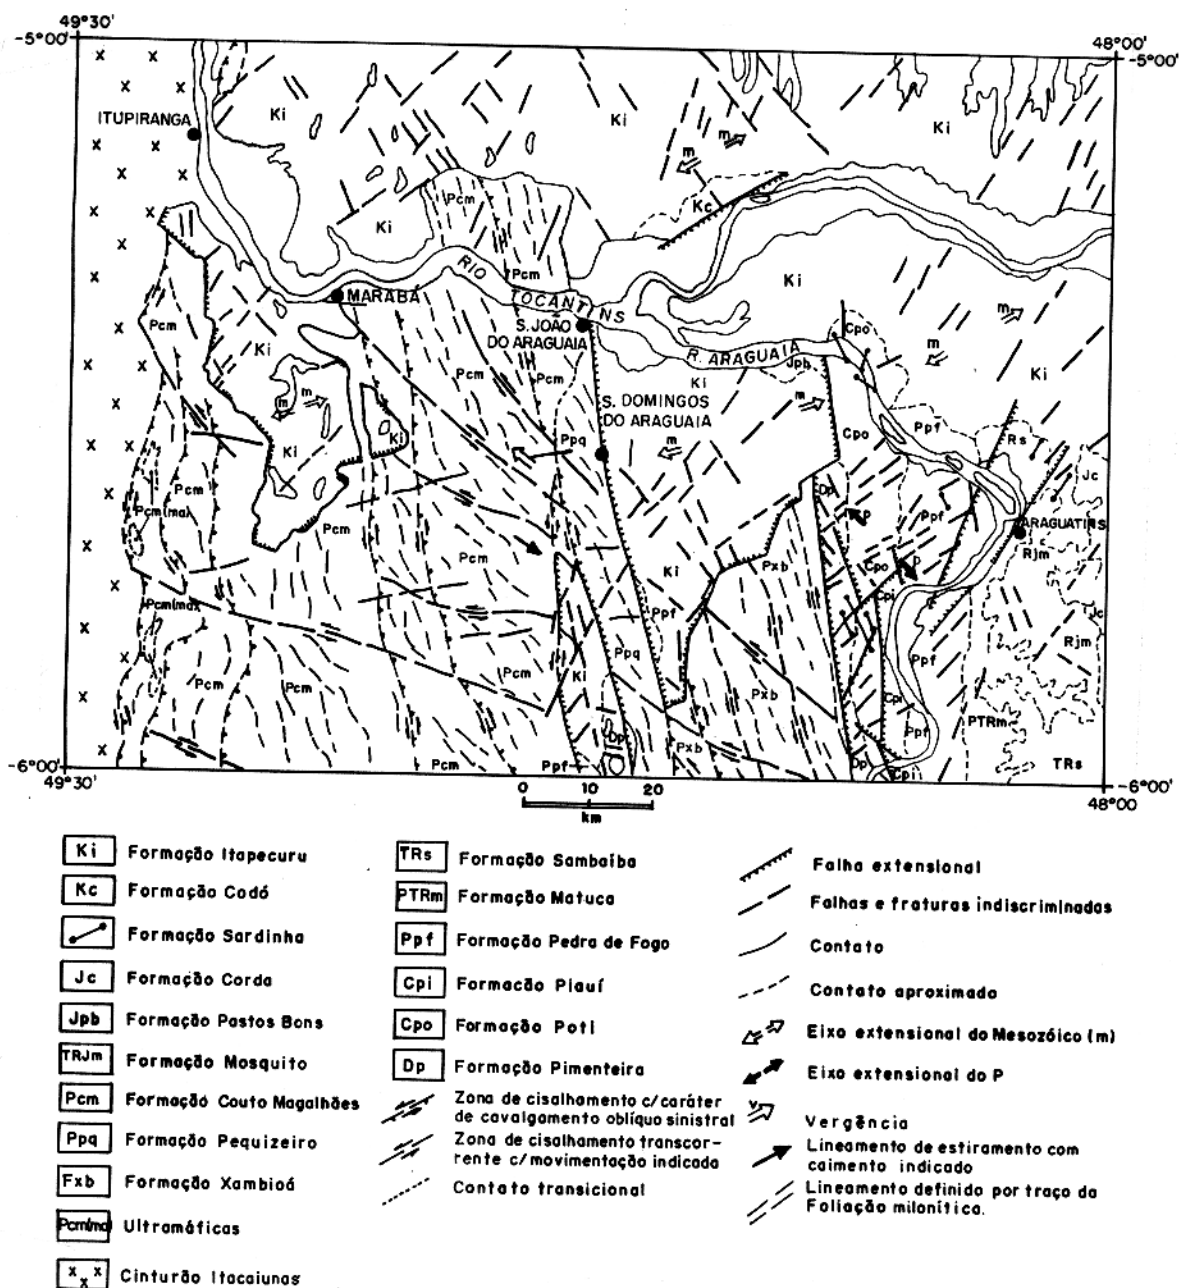 49°30'
-5°00'
48°00'
-5°00'
Ki
Ki
Ki
ITUPIRANGA
m
m
Pcm
Kc
Ki
RIO
Pcm
Ki
MARABÁ
TOCANTINS
m
Pcm
Cpo
S. JOÃO
DO ARAGUAIA
Ki
R. ARAGUAIA
m
Jpb
Ki
Pcm
Pcm
Ki
m
S. DOMINGOS
DO ARAGUAIA
m
Ppf
Cpo
Rs
Ki
Ppq
m
Ki
Jc
Pcm
Dp
Pcm(ma)
Pcm
P
Ppf
ARAGUATINS
Rjm
Pcm
Ki
Pxb
Cpo
P
Cpi
Pcm(ma)
Ppf
Jc
Rjm
Ppq
Ppf
Pcm
Pcm
Pcm
Ki
Pxb
Cpi
Ppf
PTRm
Dp
Pxb
Pcm
Ppf
Dp
Cpi
TRs
-6°00'
49°30'
-6°00'
48°00
0 10 20
km
Ki Formação Itapecuru
Kc Formação Codó
Formação Sardinha
Jc Formação Corda
Jpb Formação Pastos Bons
TRJm Formação Mosquito
Pcm Formação Couto Magalhães
Ppq Formação Pequizeiro
Fxb Formação Xambioá
Pcm(ma) Ultramáficas
x x x Cinturão Itacaiunas
TRs Formação Sambaíba
PTRm Formação Matuca
Ppf Formação Pedra de Fogo
Cpi Formacão Piauí
Cpo Formação Poti
Dp Formação Pimenteira
Zona de cisalhamento c/caráter
de cavalgamento oblíquo sinistral
Zona de cisalhamento transcor-
rente c/movimentação indicada
Contato transicional
Falha extensional
Falhas e fraturas indiscriminadas
Contato
Contato aproximado
Eixo extensional do Mesozóico (m)
Eixo extensional do P
v Vergência
Lineamento de estiramento com
caimento indicado
Lineamento definido por traço da
Foliação milonítica.